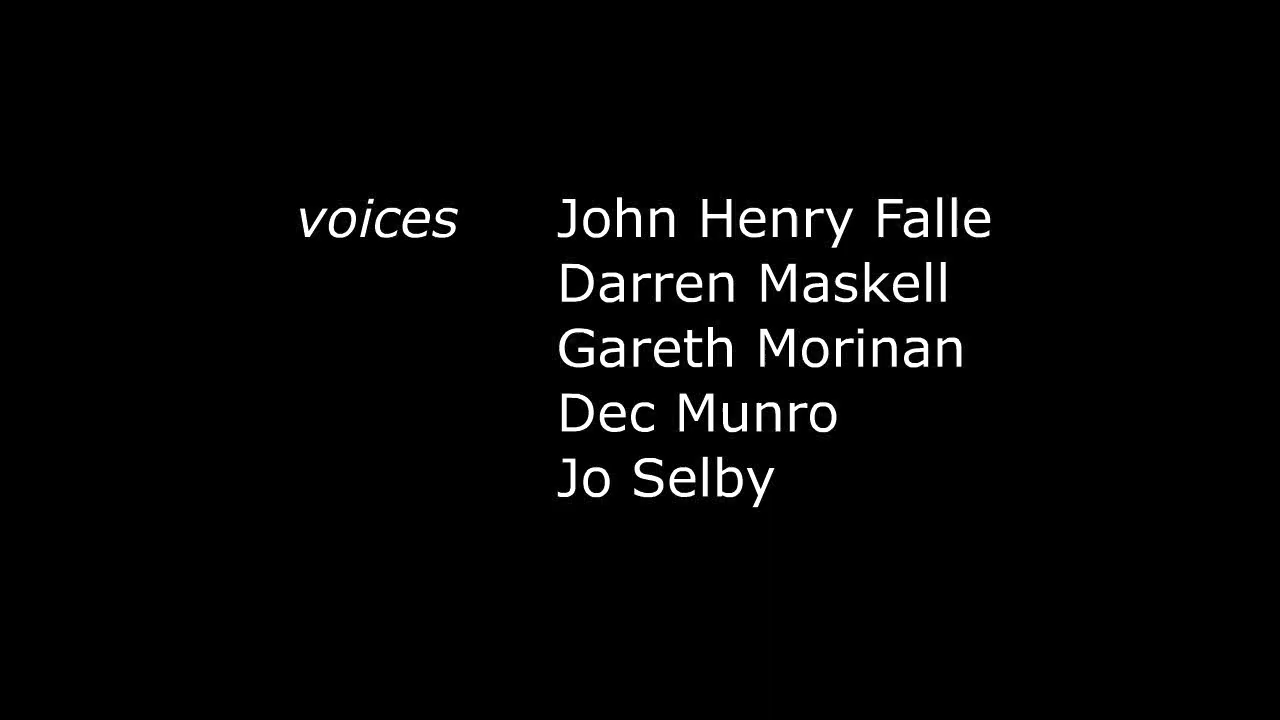 voices John Henry Falle
Darren Maskell
Gareth Morinan
Dec Munro
Jo Selby